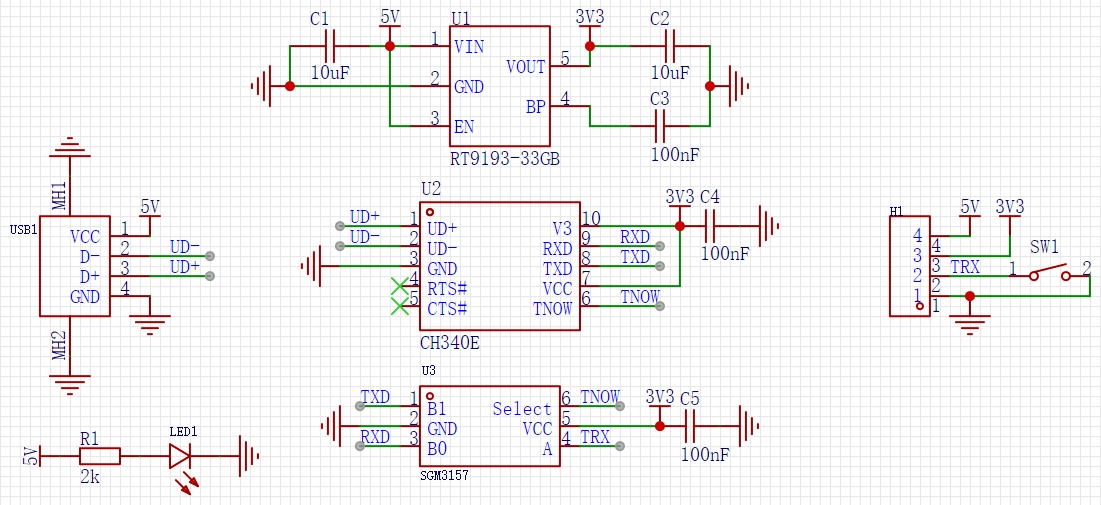 C1
5V
U1
3V3
C2
1
VIN
10uF
VOUT
5
10uF
2
GND
C3
BP
4
3
EN
RT9193-33GB
100nF
MH1
USB1
5V
VCC
1
D-
2
UD-
D+
3
UD+
GND
4
MH2
U2
3V3
C4
UD+
1
UD+
V3
10
UD-
2
UD-
RXD
9
RXD
3
GND
TXD
8
TXD
100nF
4
RTS#
VCC
7
5
CTS#
TNOW
6
TNOW
CH340E
H1
5V
3V3
4
4
3
3
TRX
1
SW1
2
2
2
1
1
U3
TXD
1
B1
Select
6
TNOW
3V3
C5
2
GND
VCC
5
RXD
3
B0
A
4
TRX
100nF
SGM3157
5V
R1
2k
LED1